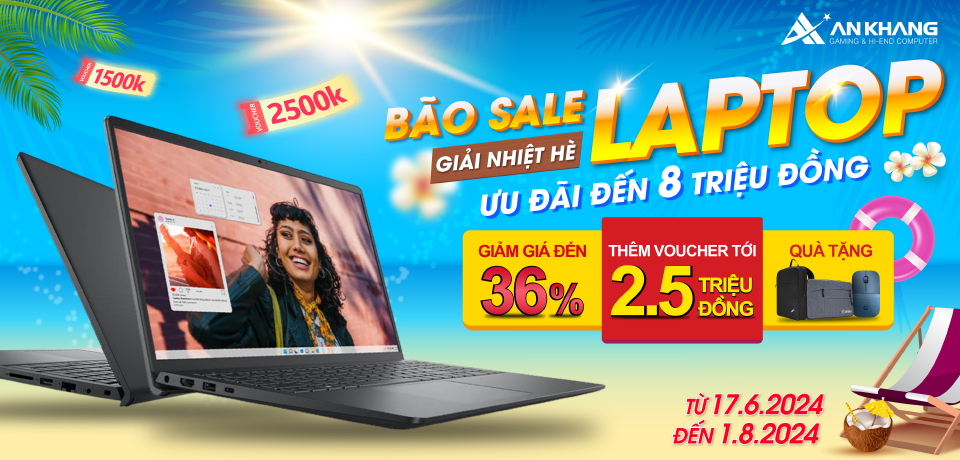 AN KHANG
GAMING & HI-END COMPUTER
VOUCHER
1500k
VOUCHER
2500k
BÃO SALE
LAPTOP
GIẢI NHIỆT HÈ
ƯU ĐÃI ĐẾN 8 TRIỆU ĐỒNG
GIẢM GIÁ ĐẾN
36%
THÊM VOUCHER TỚI
2.5 TRIỆU
ĐỒNG
QUÀ TẶNG
TỪ 17.6.2024
ĐẾN 1.8.2024